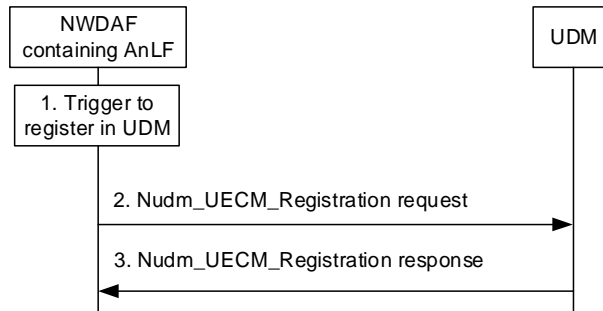 NWDAF
containing AnLF
UDM
1. Trigger to
register in UDM
2. Nudm_UECM_Registration request
3. Nudm_UECM_Registration response